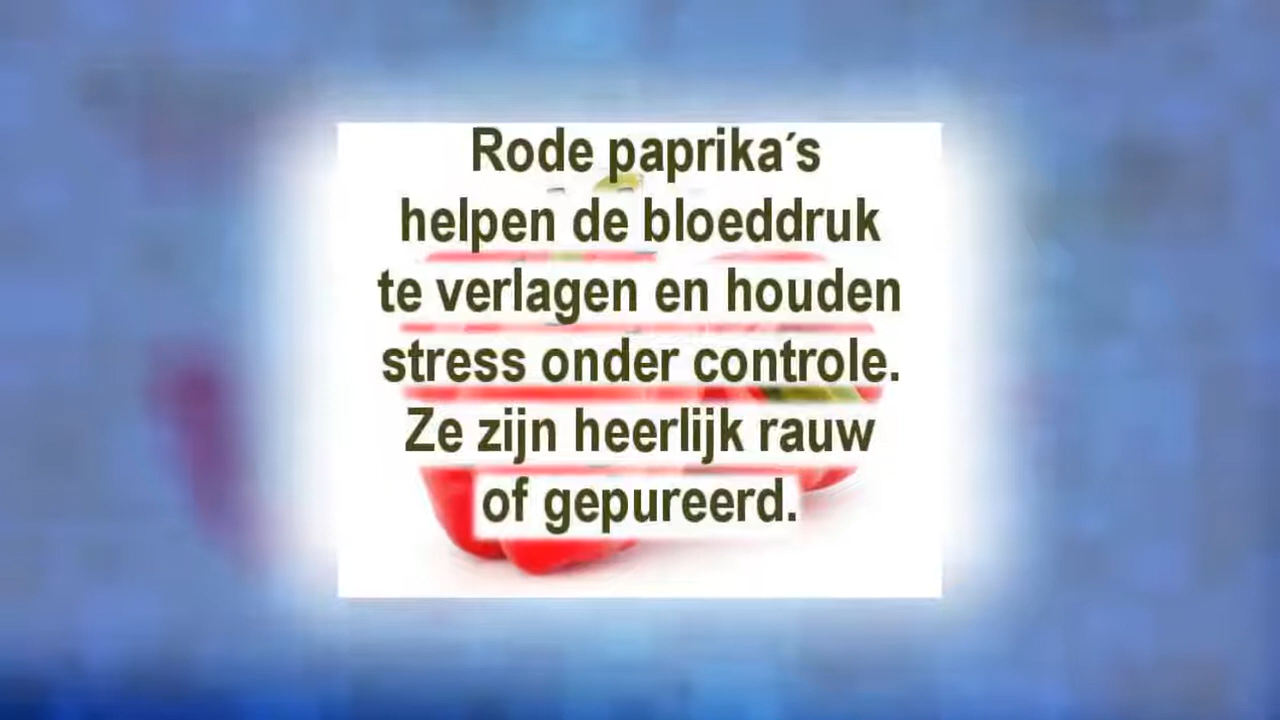 Rode paprika´s
helpen de bloeddruk
te verlagen en houden
stress onder controle.
Ze zijn heerlijk rauw
of gepureerd.